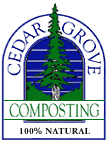 CEDAR GROVE
COMPOSTING
100% NATURAL